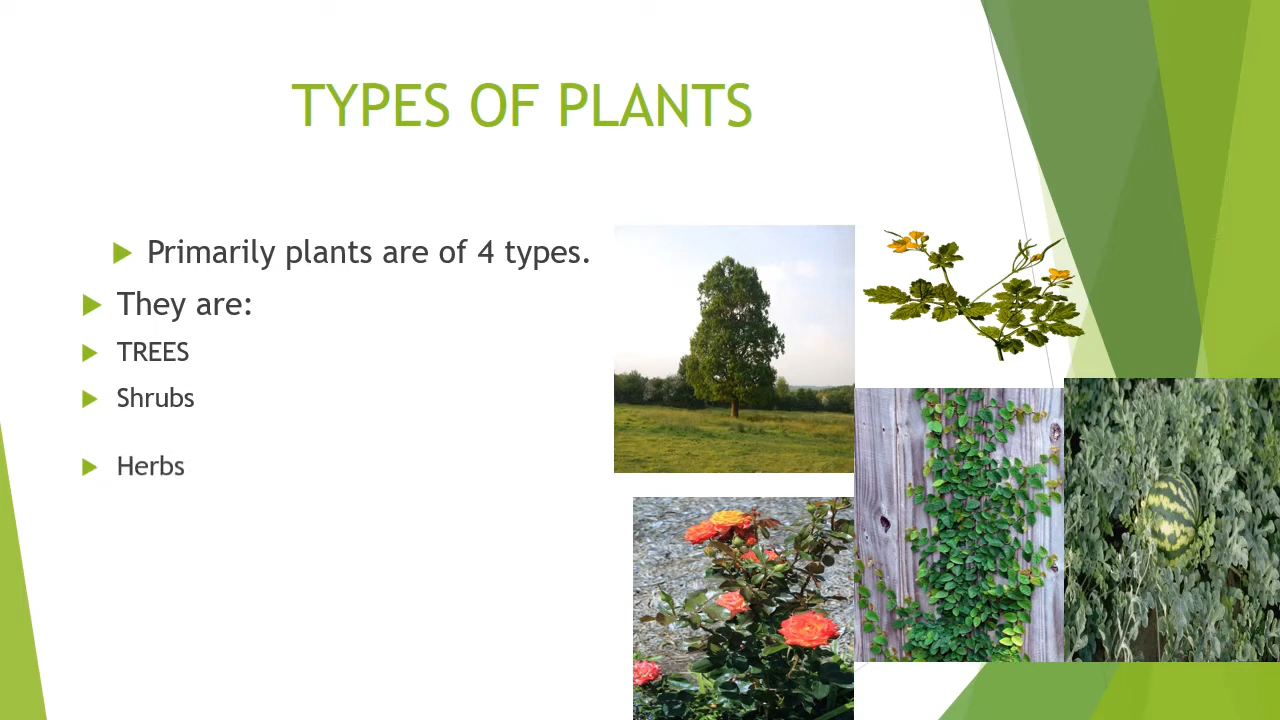 TYPES OF PLANTS
Primarily plants are of 4 types.
They are:
TREES
Shrubs
Herbs